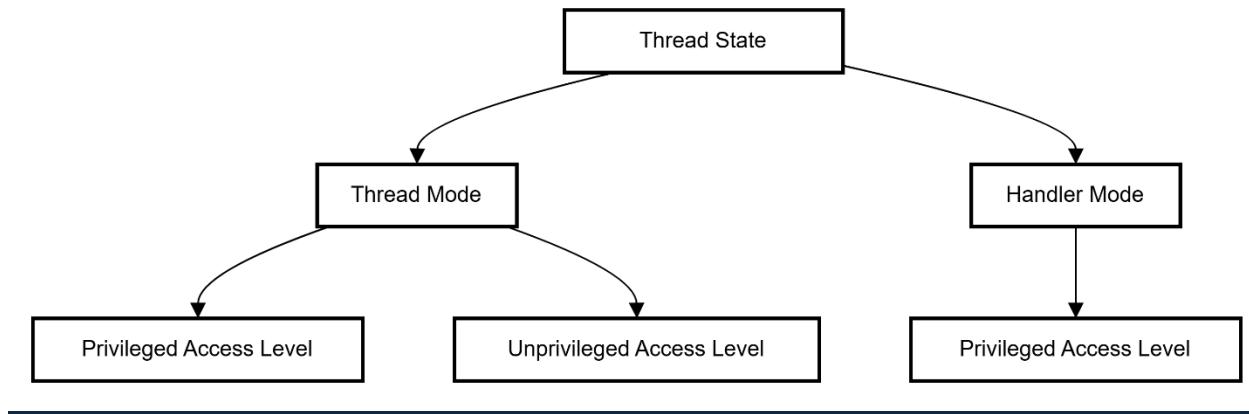 Thread State
Thread Mode
Handler Mode
Privileged Access Level
Unprivileged Access Level
Privileged Access Level